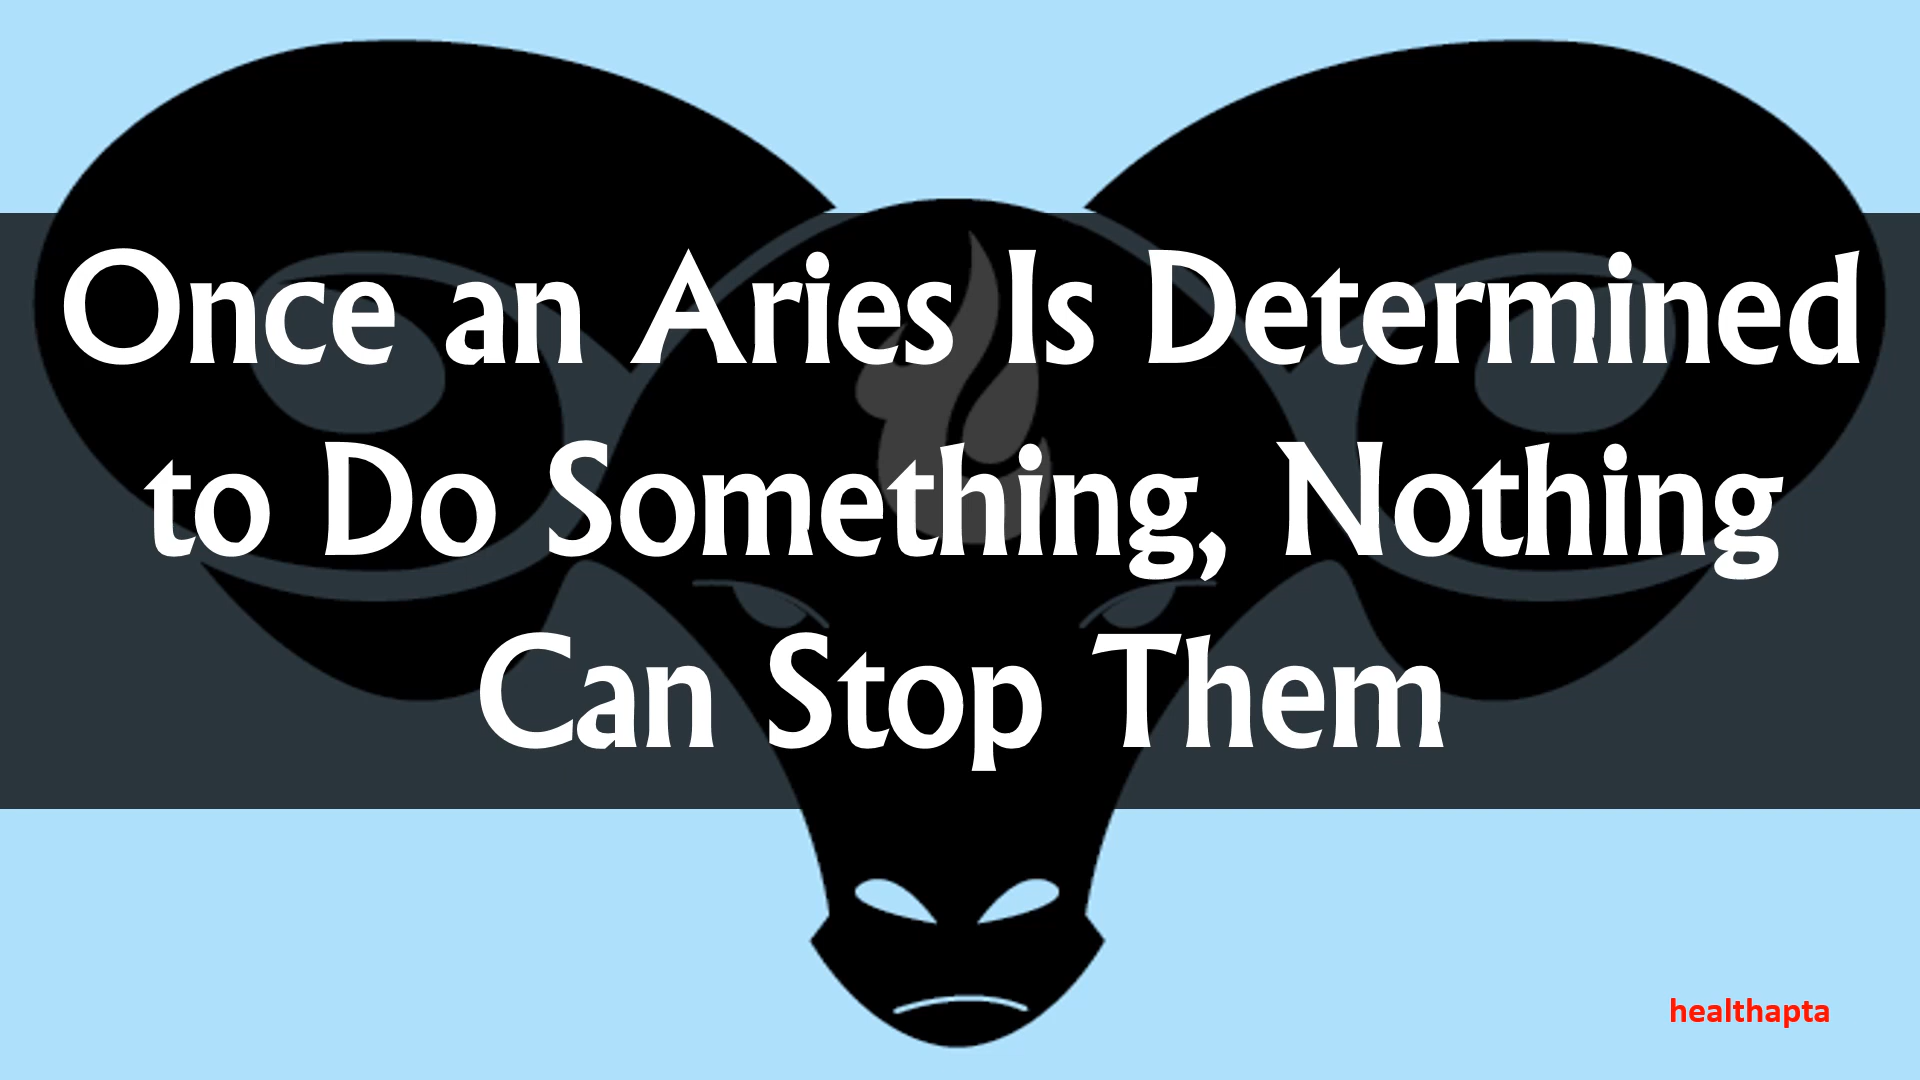 Once an Aries Is Determined
to Do Something, Nothing
Can Stop Them
healthapta